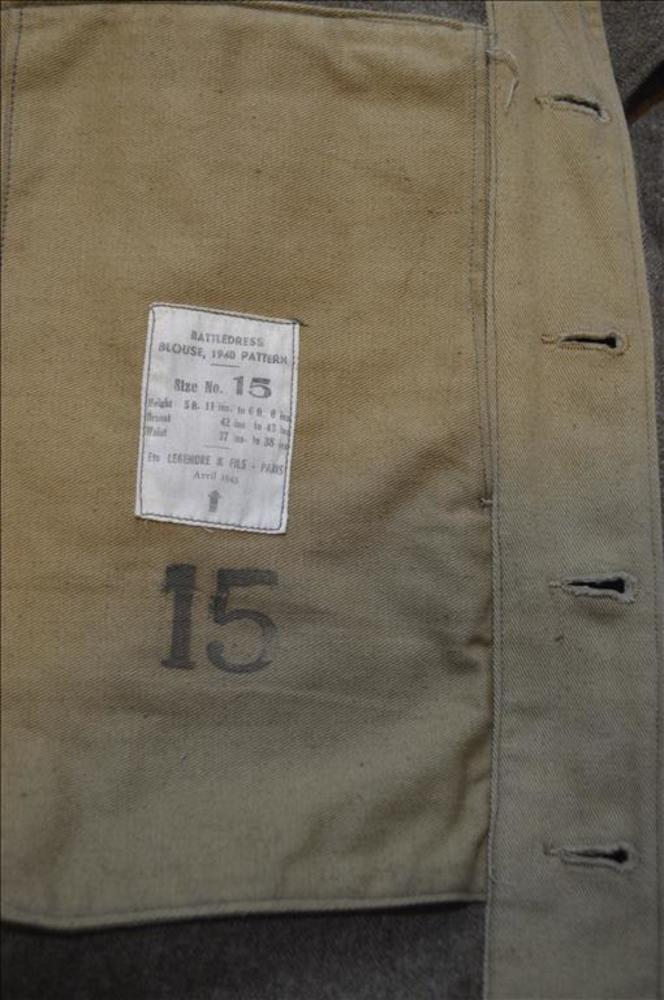 BATTLEDRESS
BLOUSE, 1940 PATTERN
Size No. 15
Height 5 ft. 11 ins. to 6 ft. 0 ins
Breast 42 ins to 43 ins
Waist 37 ins. to 38 ins
Ets LEGENDRE & FILS - PARIS
Avril 1945
15